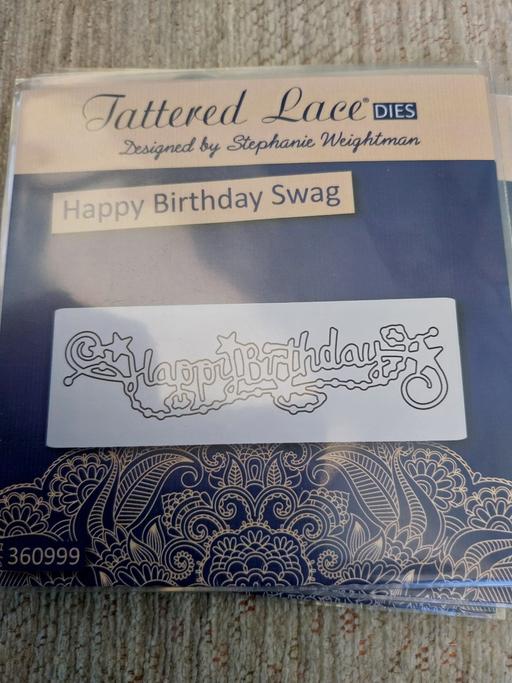 Tattered Lace® DIES
Designed by Stephanie Weightman
Happy Birthday Swag
Happy Birthday
360999